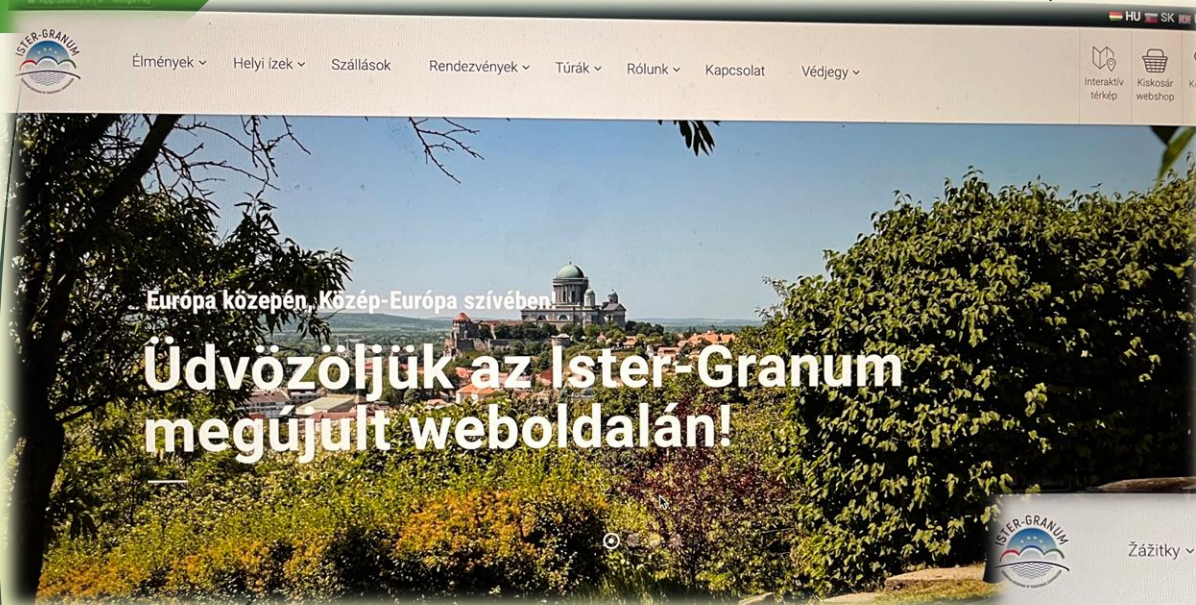 HU SK
ISTER-GRANUM
Élmények
Helyi ízek
Szállások
Rendezvények
Túrák
Rólunk
Kapcsolat
Védjegy
Interaktív
térkép
Kiskosár
webshop
Európa közepén, Közép-Európa szívében
Üdvözöljük az Ister-Granum
megújult weboldalán!
ISTER-GRANUM
Žážitky